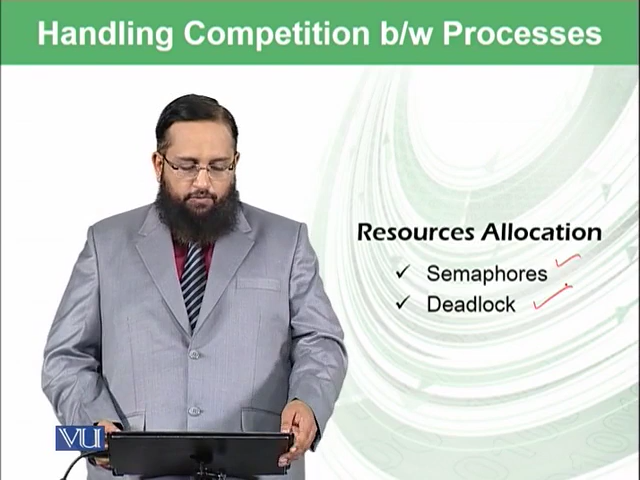 Handling Competition b/w Processes
Resources Allocation
✓ Semaphores
✓ Deadlock
VU